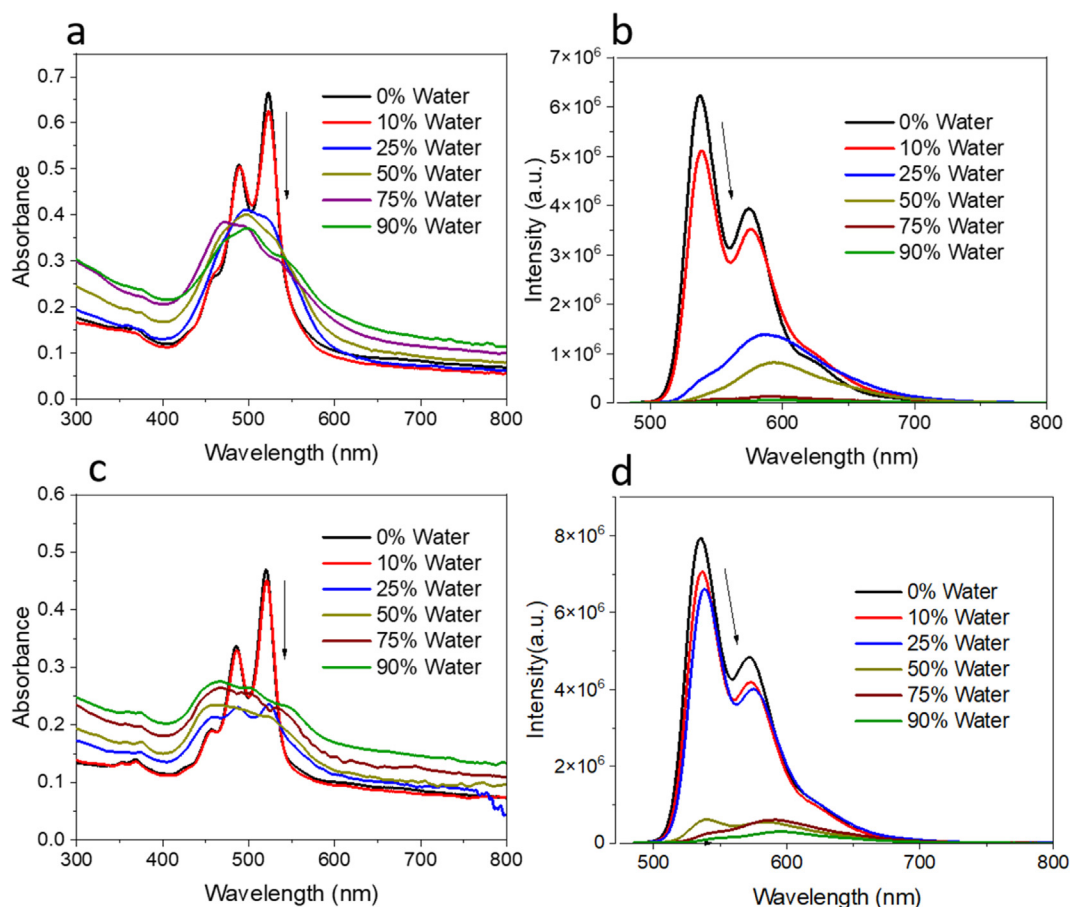 a
0.7
0.6
0.5
0.4
0.3
0.2
0.1
0.0
Absorbance
0% Water
10% Water
25% Water
50% Water
75% Water
90% Water
300 400 500 600 700 800
Wavelength (nm)
b
7×10⁶
6×10⁶
5×10⁶
4×10⁶
3×10⁶
2×10⁶
1×10⁶
0
Intensity (a.u.)
0% Water
10% Water
25% Water
50% Water
75% Water
90% Water
500 600 700 800
Wavelength (nm)
c
0.6
0.5
0.4
0.3
0.2
0.1
0.0
Absorbance
0% Water
10% Water
25% Water
50% Water
75% Water
90% Water
300 400 500 600 700 800
Wavelength (nm)
d
8×10⁶
6×10⁶
4×10⁶
2×10⁶
0
Intensity(a.u.)
0% Water
10% Water
25% Water
50% Water
75% Water
90% Water
500 600 700 800
Wavelength (nm)